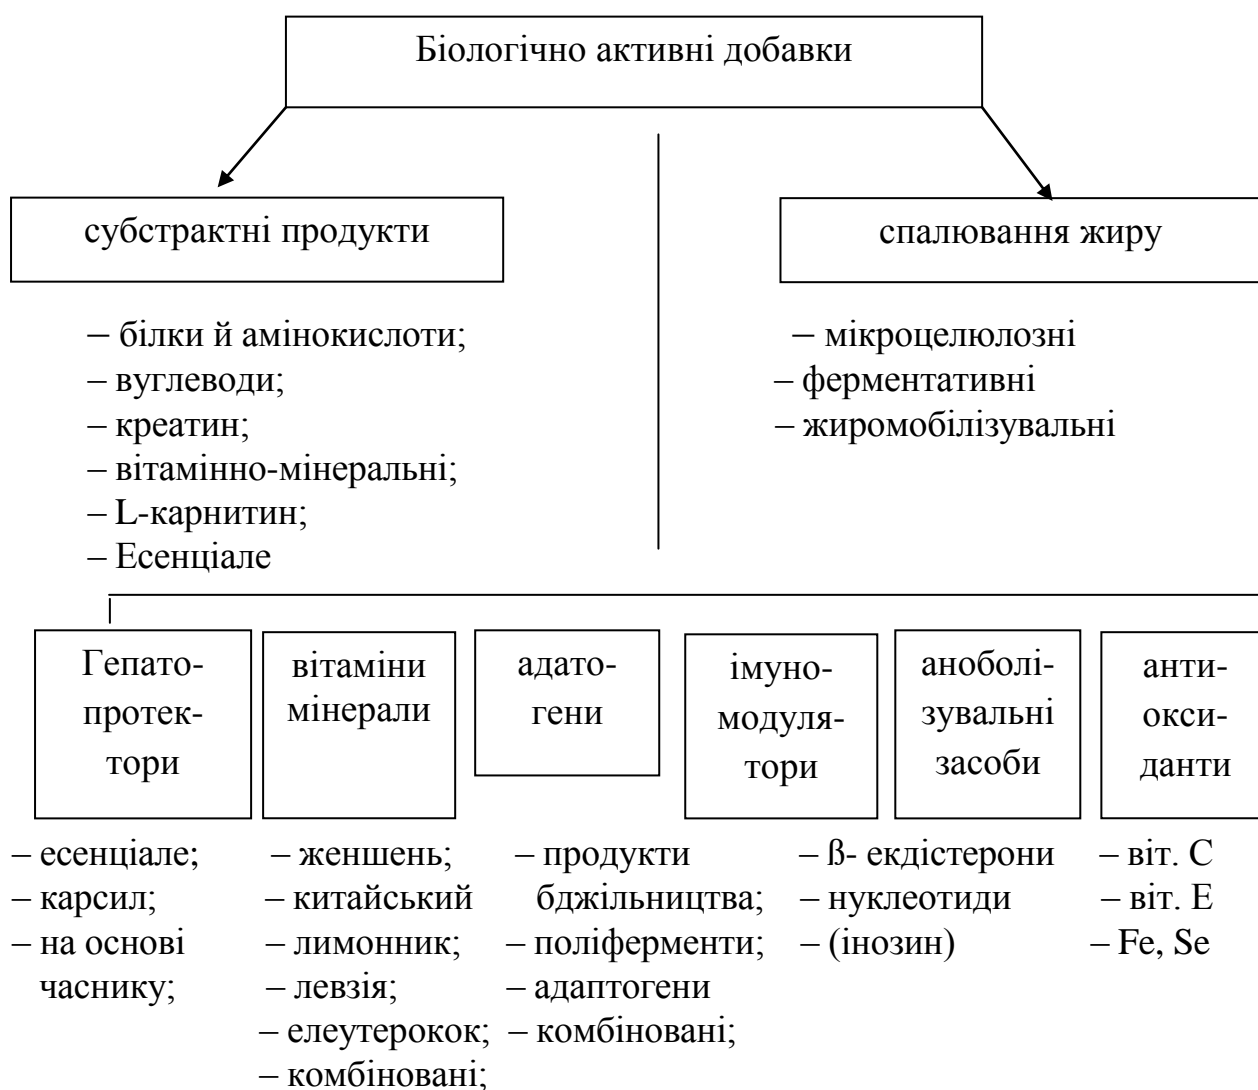 Біологічно активні добавки
субстрактні продукти
– білки й амінокислоти;
– вуглеводи;
– креатин;
– вітамінно-мінеральні;
– L-карнитин;
– Есенціале
спалювання жиру
– мікроцелюлозні
– ферментативні
– жиромобілізувальні
Гепато-
протек-
тори
– есенціале;
– карсил;
– на основі
часнику;
вітаміни
мінерали
– женшень;
– китайський
– лимонник;
– левзія;
– елеутерокок;
– комбіновані;
адато-
гени
– продукти
бджільництва;
– поліферменти;
– адаптогени
– комбіновані;
імуно-
модуля-
тори
аноболі-
зувальні
засоби
– ß- екдістерони
– нуклеотиди
– (інозин)
анти-
окси-
данти
– віт. С
– віт. Е
– Fe, Se